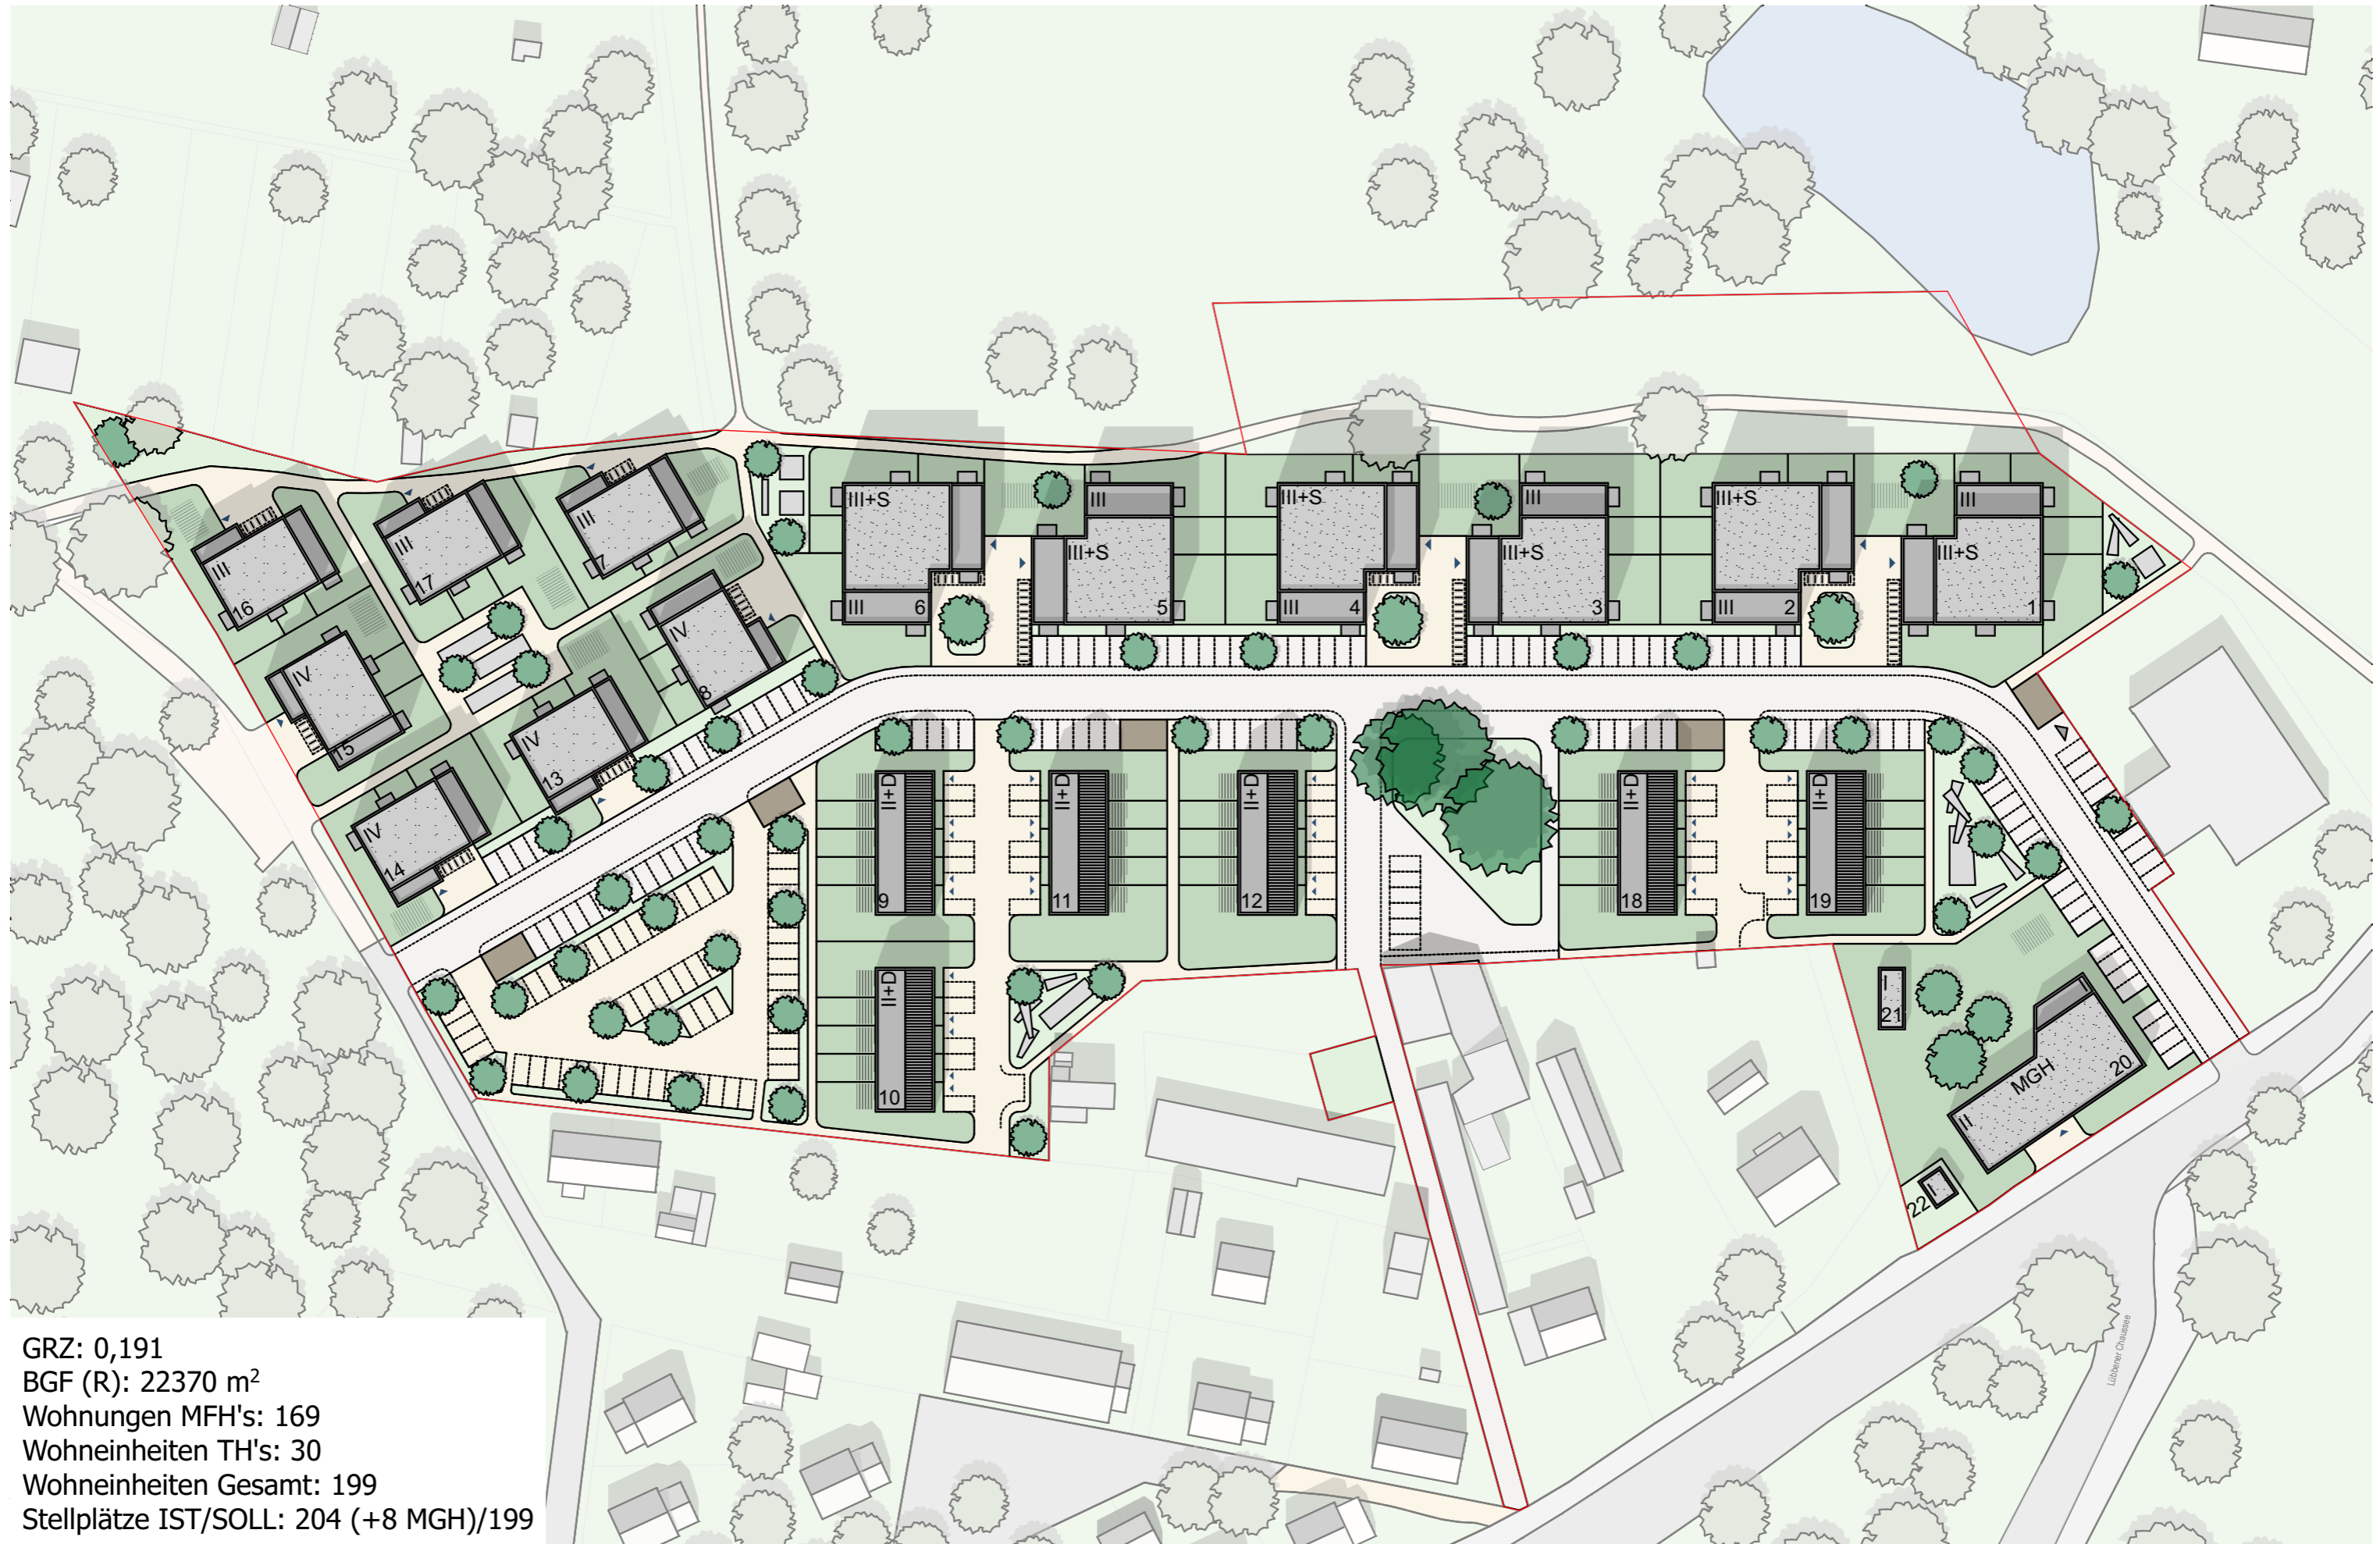 III+S
III
III+S
III
III+S
III
III
6
III+S
5
III
4
III+S
3
III
2
III+S
1
III
16
III
17
III
7
IV
15
IV
8
IV
13
IV
14
II+D
9
II+D
11
II+D
12
II+D
18
II+D
19
II+D
10
I
21
MGH
20
II
I
22
Lübbener Chaussee
GRZ: 0,191
BGF (R): 22370 m²
Wohnungen MFH's: 169
Wohneinheiten TH's: 30
Wohneinheiten Gesamt: 199
Stellplätze IST/SOLL: 204 (+8 MGH)/199